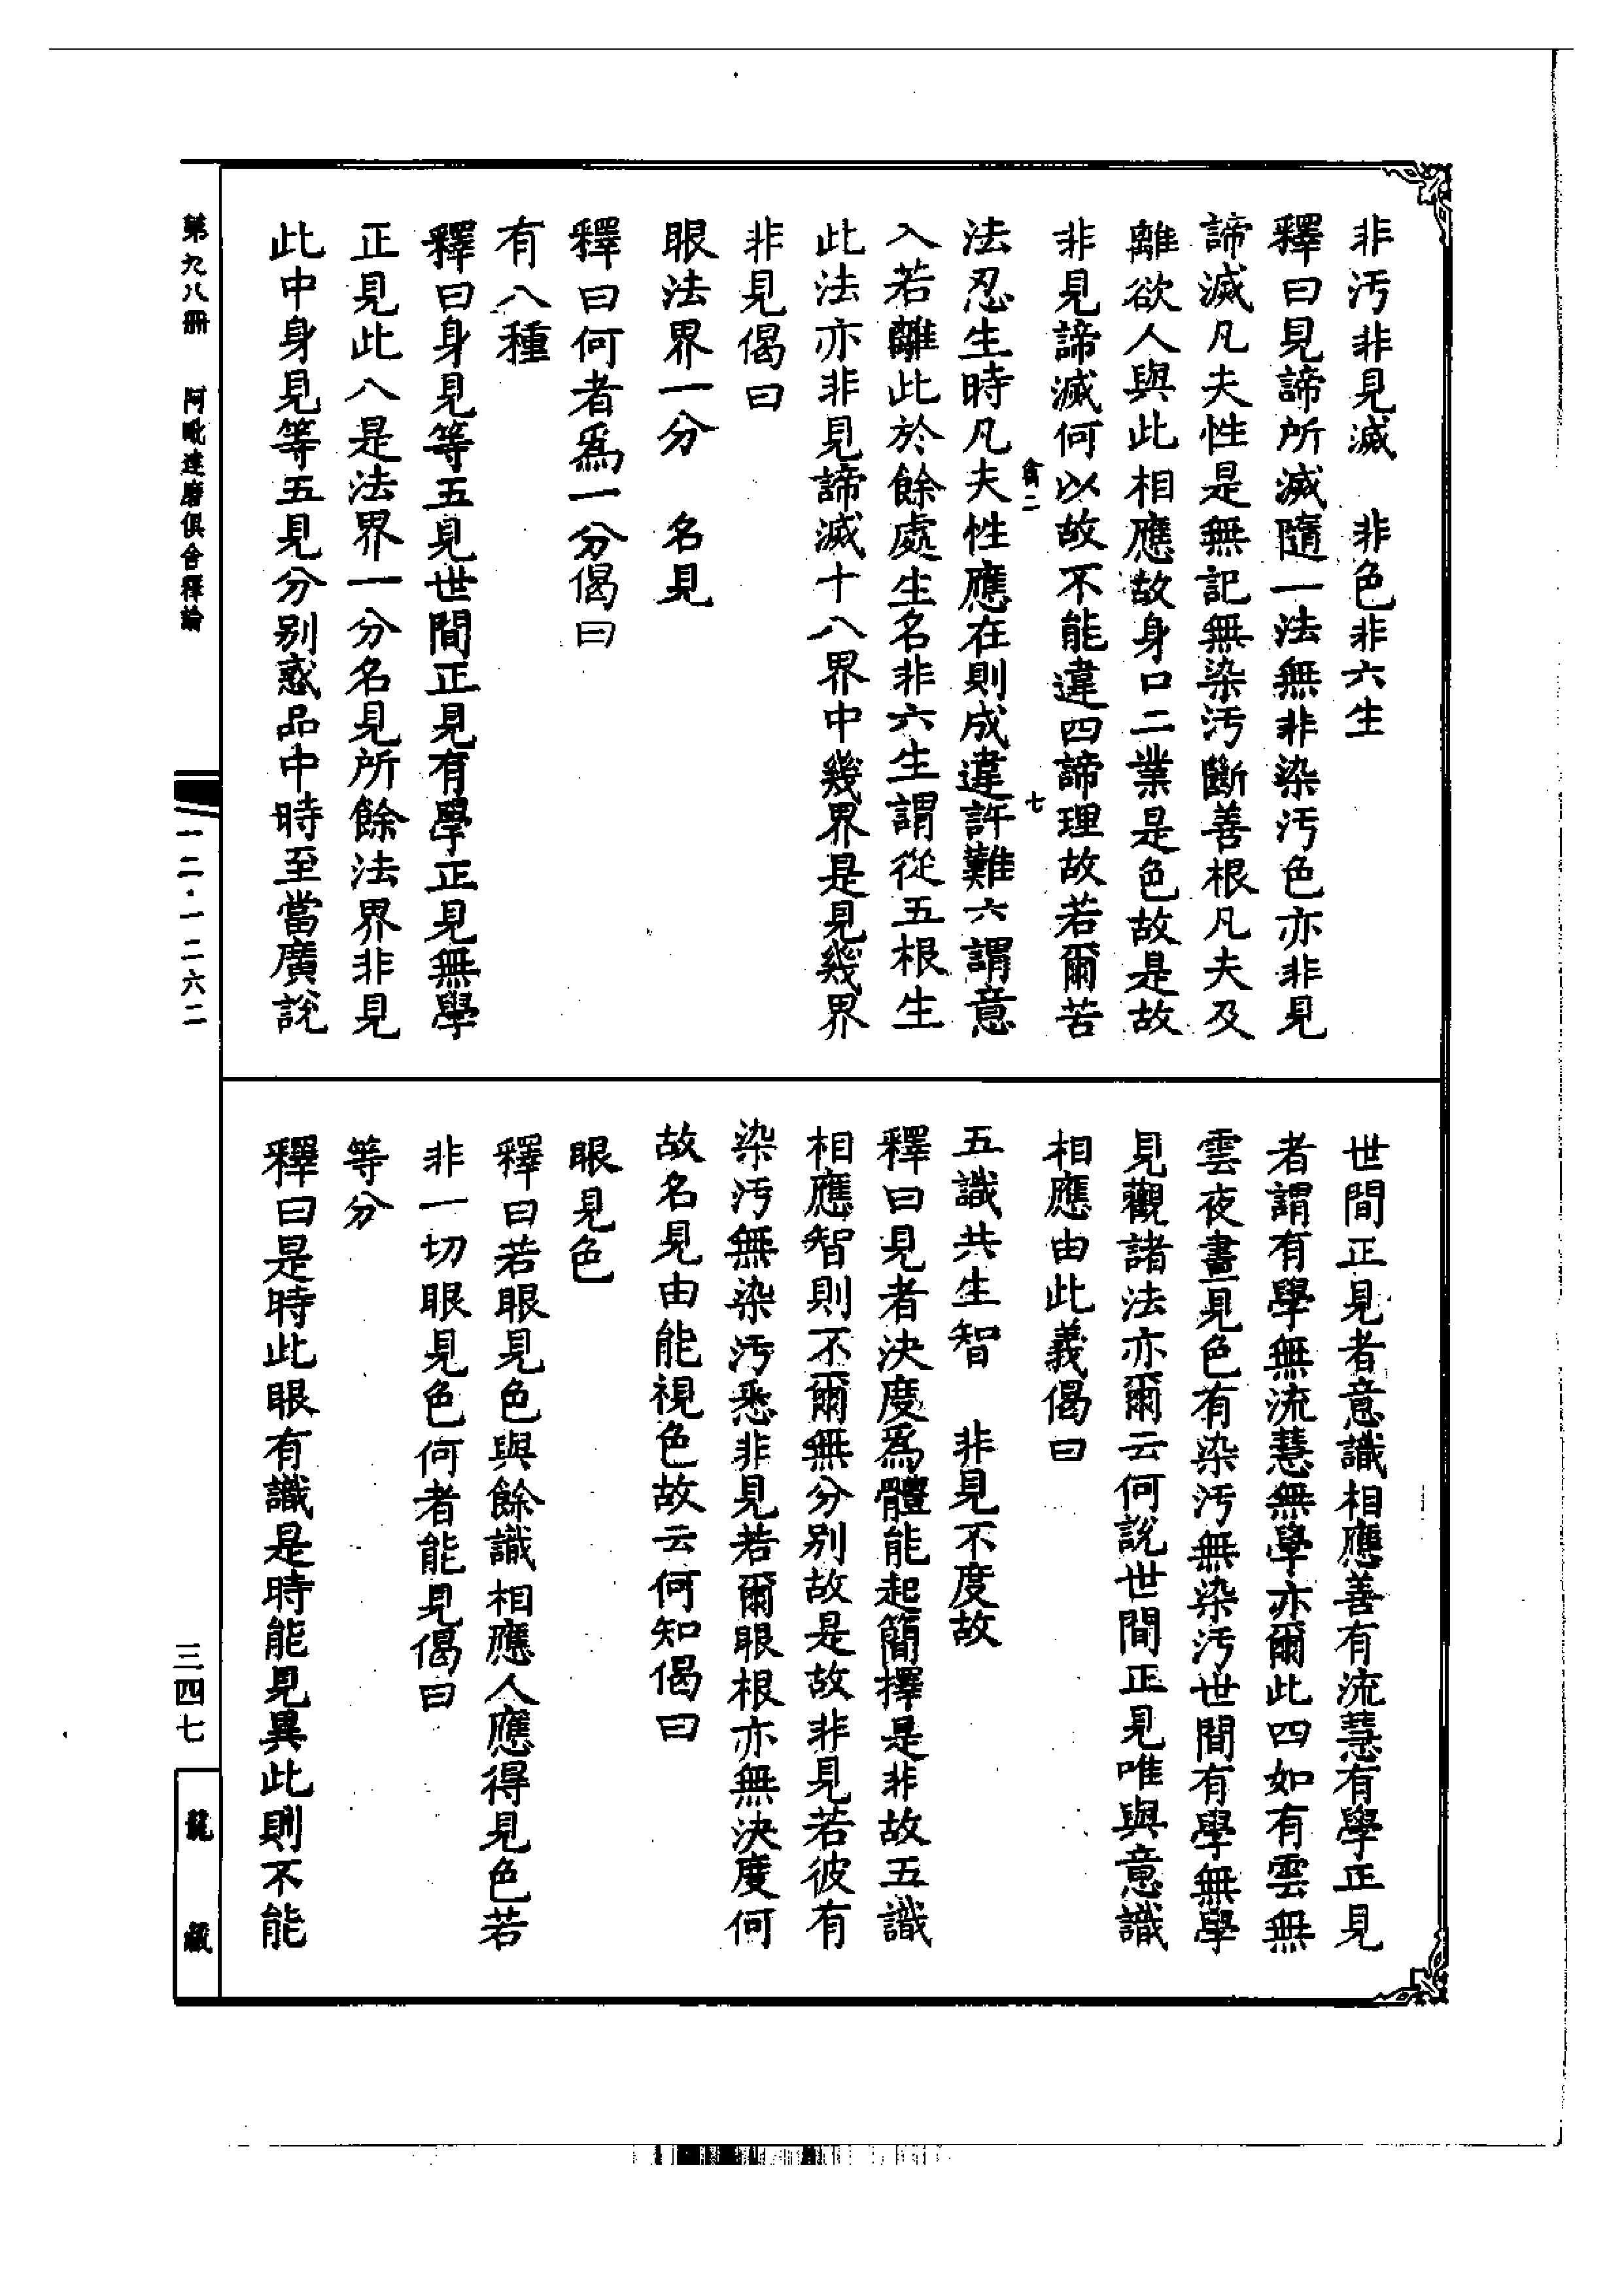 非汚非見滅　非色非六生
釋曰見諦所滅隨一法無非染汚色亦非見
諦滅凡夫性是無記無染汚斷善根凡夫及
離欲人與此相應故身口二業是色故是故
非見諦滅何以故不能違四諦理故若爾苦
七
法忍生時凡夫性應在則成違許難六謂意
入若離此於餘處生名非六生謂從五根生
此法亦非見諦滅十八界中幾界是見幾界
非見偈曰
眼法界一分　名見
釋曰何者爲一分偈曰
有八種
釋曰身見等五見世間正見有學正見無學
正見此八是法界一分名見所餘法界非見
此中身見等五見分別惑品中時至當廣說
世間正見者意識相應善有流慧有學正見
者謂有學無流慧無學亦爾此四如有雲無
雲夜晝見色有染汚無染汚世間有學無學
見觀諸法亦爾云何說世間正見唯與意識
相應由此義偈曰
五識共生智　非見不度故
釋曰見者決度爲體能起簡擇是非故五識
相應智則不爾無分別故是故非見若彼有
染汚無染汚悉非見若爾眼根亦無決度何
故名見由能視色故云何知偈曰
眼見色
釋曰若眼見色與餘識相應人應得見色若
非一切眼見色何者能見偈曰
等分
釋曰是時此眼有識是時能見異此則不能
第九八冊　阿毗達磨俱舍釋論
一二·一二六二
三四七
龍藏